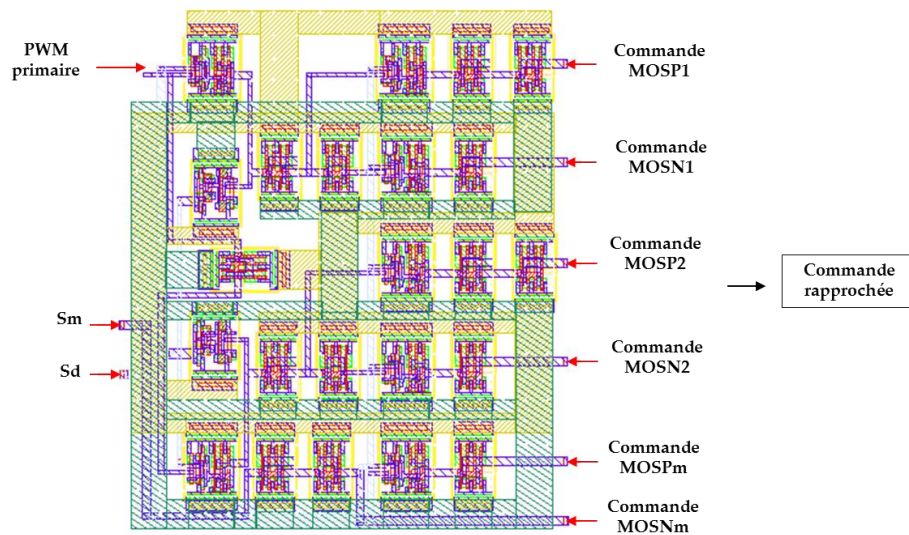 PWM
primaire
Commande
MOSP1
Commande
MOSN1
Commande
MOSP2
Commande
rapprochée
Sm
Sd
Commande
MOSN2
Commande
MOSPm
Commande
MOSNm